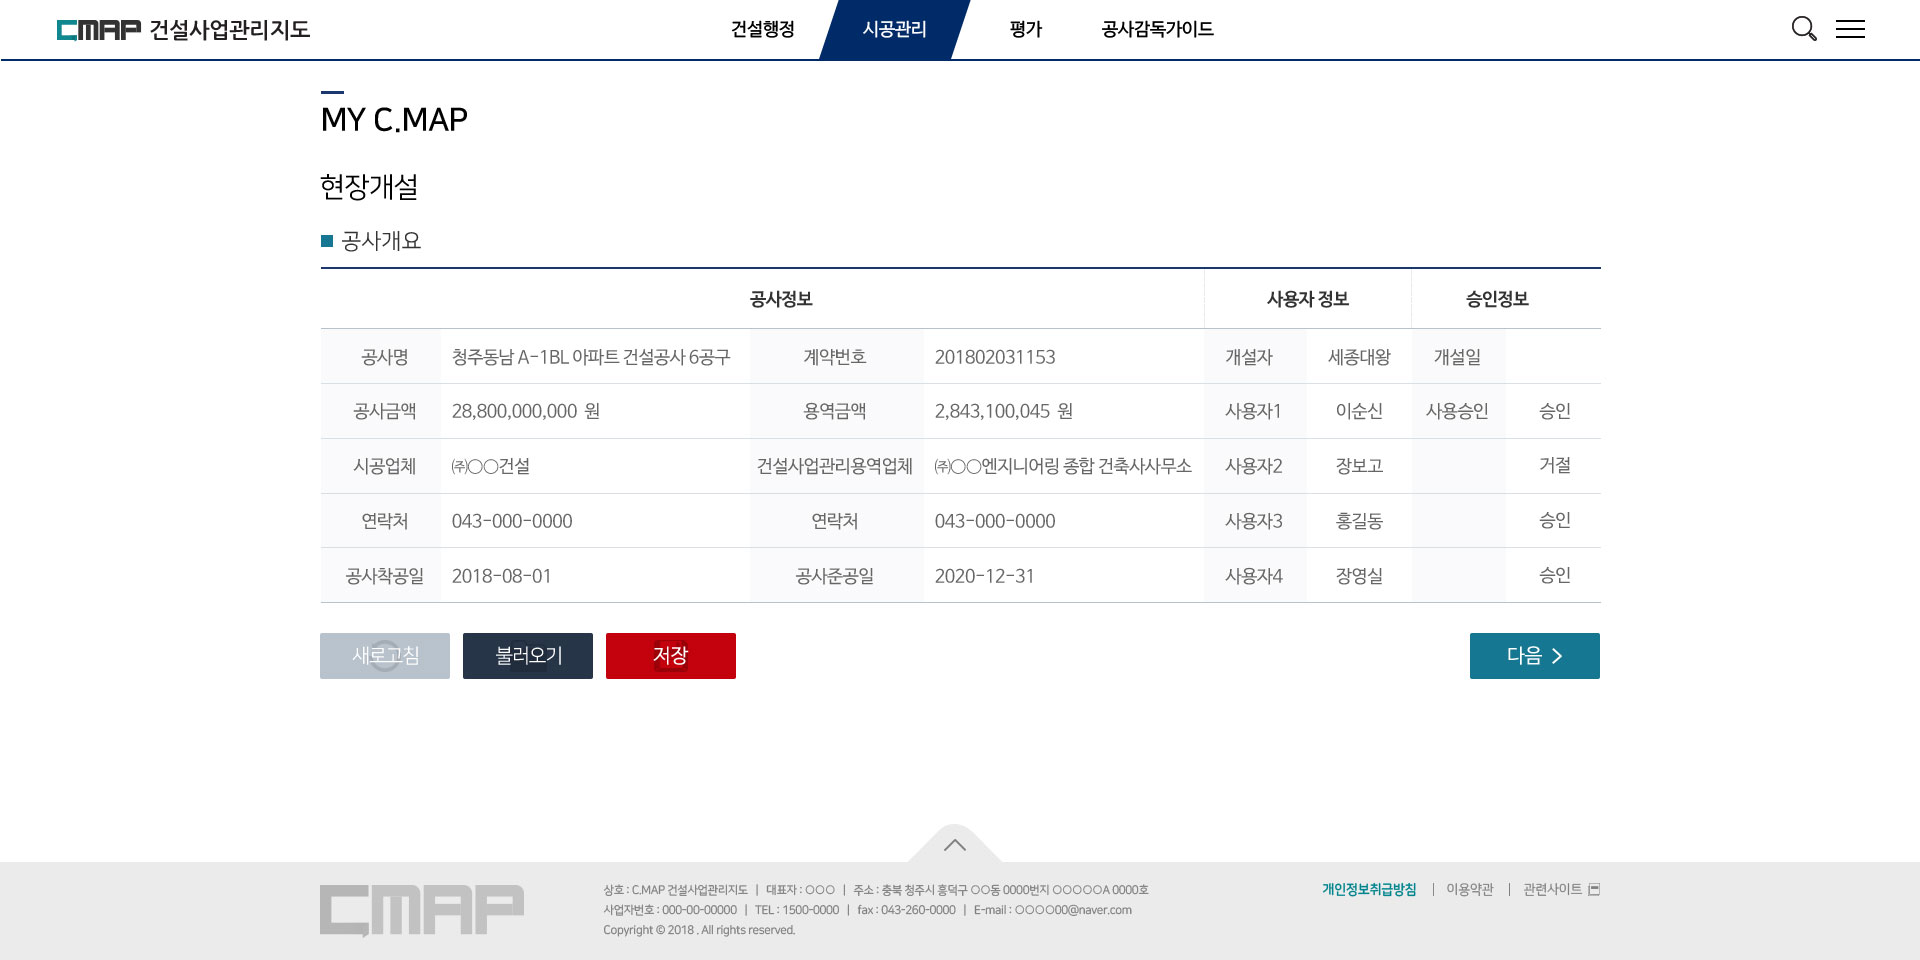 CMAP 건설사업관리지도 건설행정 시공관리 평가 공사감독가이드
MY C.MAP
현장개설
공사개요
공사정보 사용자 정보 승인정보
공사명 청주동남 A-1BL 아파트 건설공사 6공구 계약번호 201802031153 개설자 세종대왕 개설일
공사금액 28,800,000,000 원 용역금액 2,843,100,045 원 사용자1 이순신 사용승인 승인
시공업체 ㈜○○건설 건설사업관리용역업체 ㈜○○엔지니어링 종합 건축사사무소 사용자2 장보고 거절
연락처 043-000-0000 연락처 043-000-0000 사용자3 홍길동 승인
공사착공일 2018-08-01 공사준공일 2020-12-31 사용자4 장영실 승인
새로고침 불러오기 저장 다음
CMAP
상호 : C.MAP 건설사업관리지도 | 대표자 : ○○○ | 주소 : 충북 청주시 흥덕구 ○○동 0000번지 ○○○○○A 0000호
사업자번호 : 000-00-00000 | TEL : 1500-0000 | fax : 043-260-0000 | E-mail : ○○○○00@naver.com
Copyright © 2018 . All rights reserved.
개인정보취급방침 | 이용약관 | 관련사이트